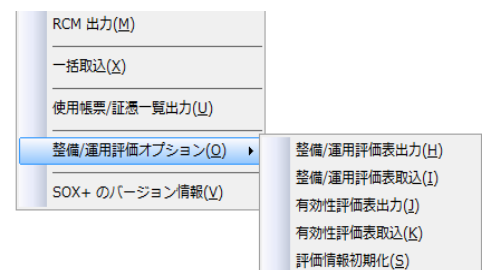 RCM 出力(M)
一括取込(X)
使用帳票/証憑一覧出力(U)
整備/運用評価オプション(O)
SOX+ のバージョン情報(V)
整備/運用評価表出力(H)
整備/運用評価表取込(I)
有効性評価表出力(J)
有効性評価表取込(K)
評価情報初期化(S)